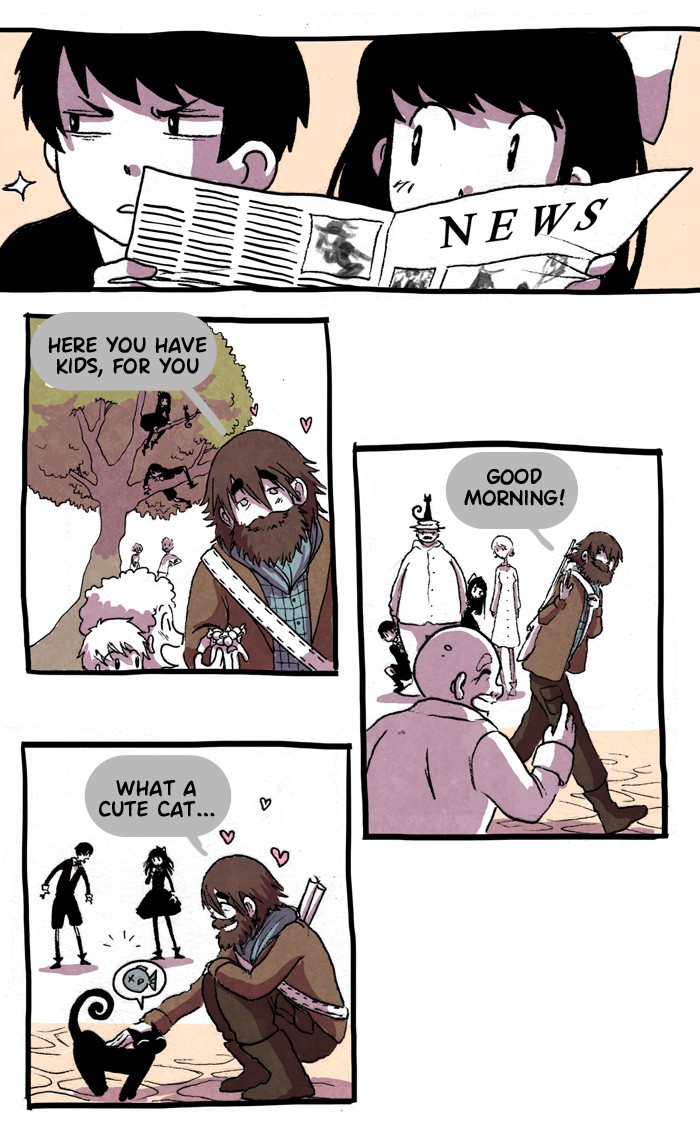 NEWS
HERE YOU HAVE
KIDS, FOR YOU
GOOD
MORNING!
WHAT A
CUTE CAT...